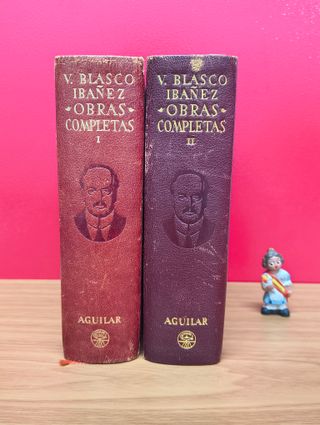 V. BLASCO
IBAÑEZ
OBRAS
COMPLETAS
I
AGUILAR
V. BLASCO
IBAÑEZ
OBRAS
COMPLETAS
II
AGUILAR